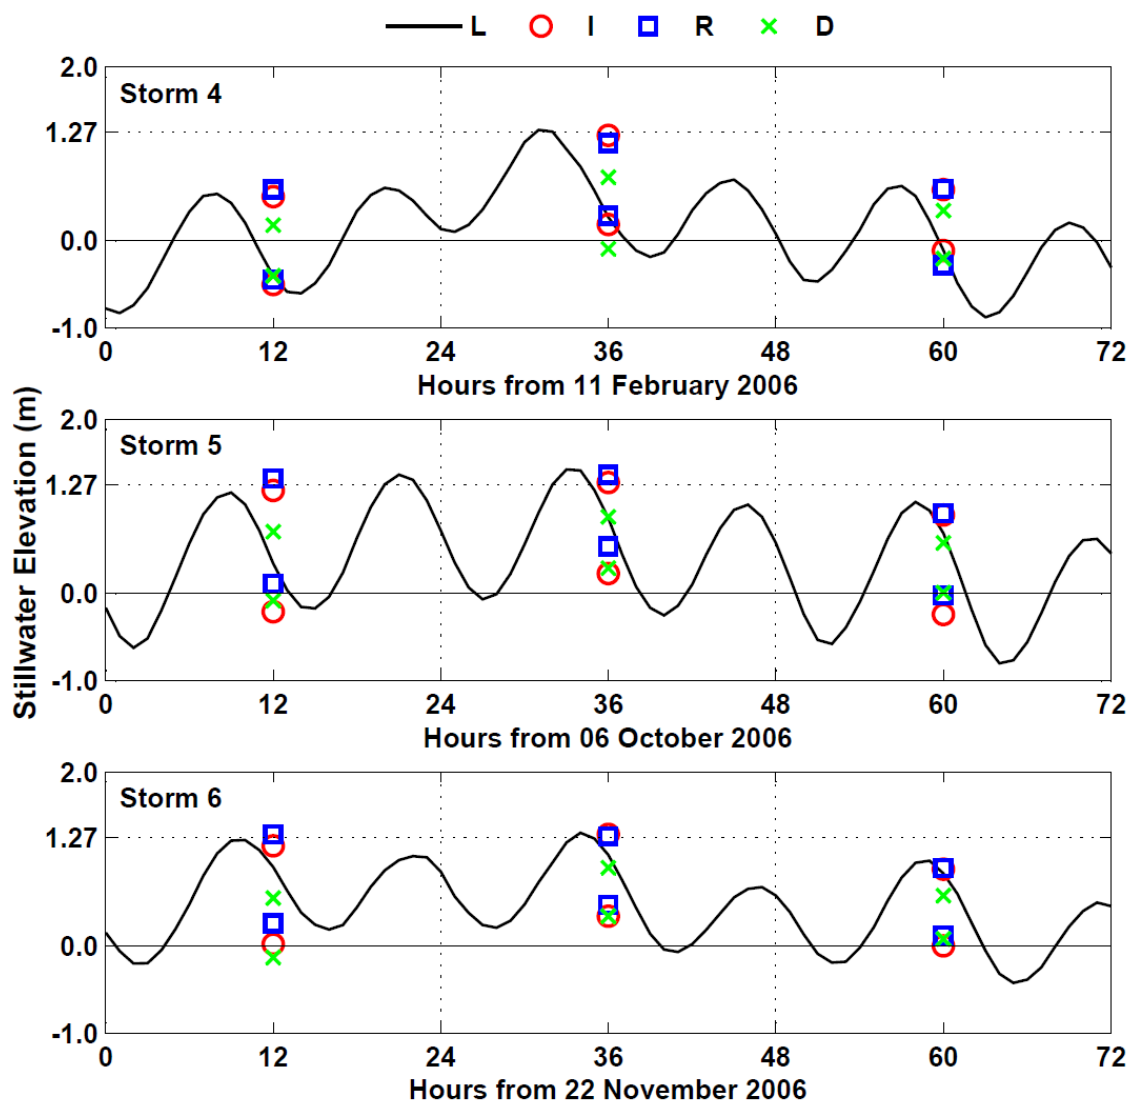 L I R D
2.0
Storm 4
1.27
0.0
-1.0
0 12 24 36 48 60 72
Hours from 11 February 2006
Stillwater Elevation (m)
2.0
Storm 5
1.27
0.0
-1.0
0 12 24 36 48 60 72
Hours from 06 October 2006
2.0
Storm 6
1.27
0.0
-1.0
0 12 24 36 48 60 72
Hours from 22 November 2006